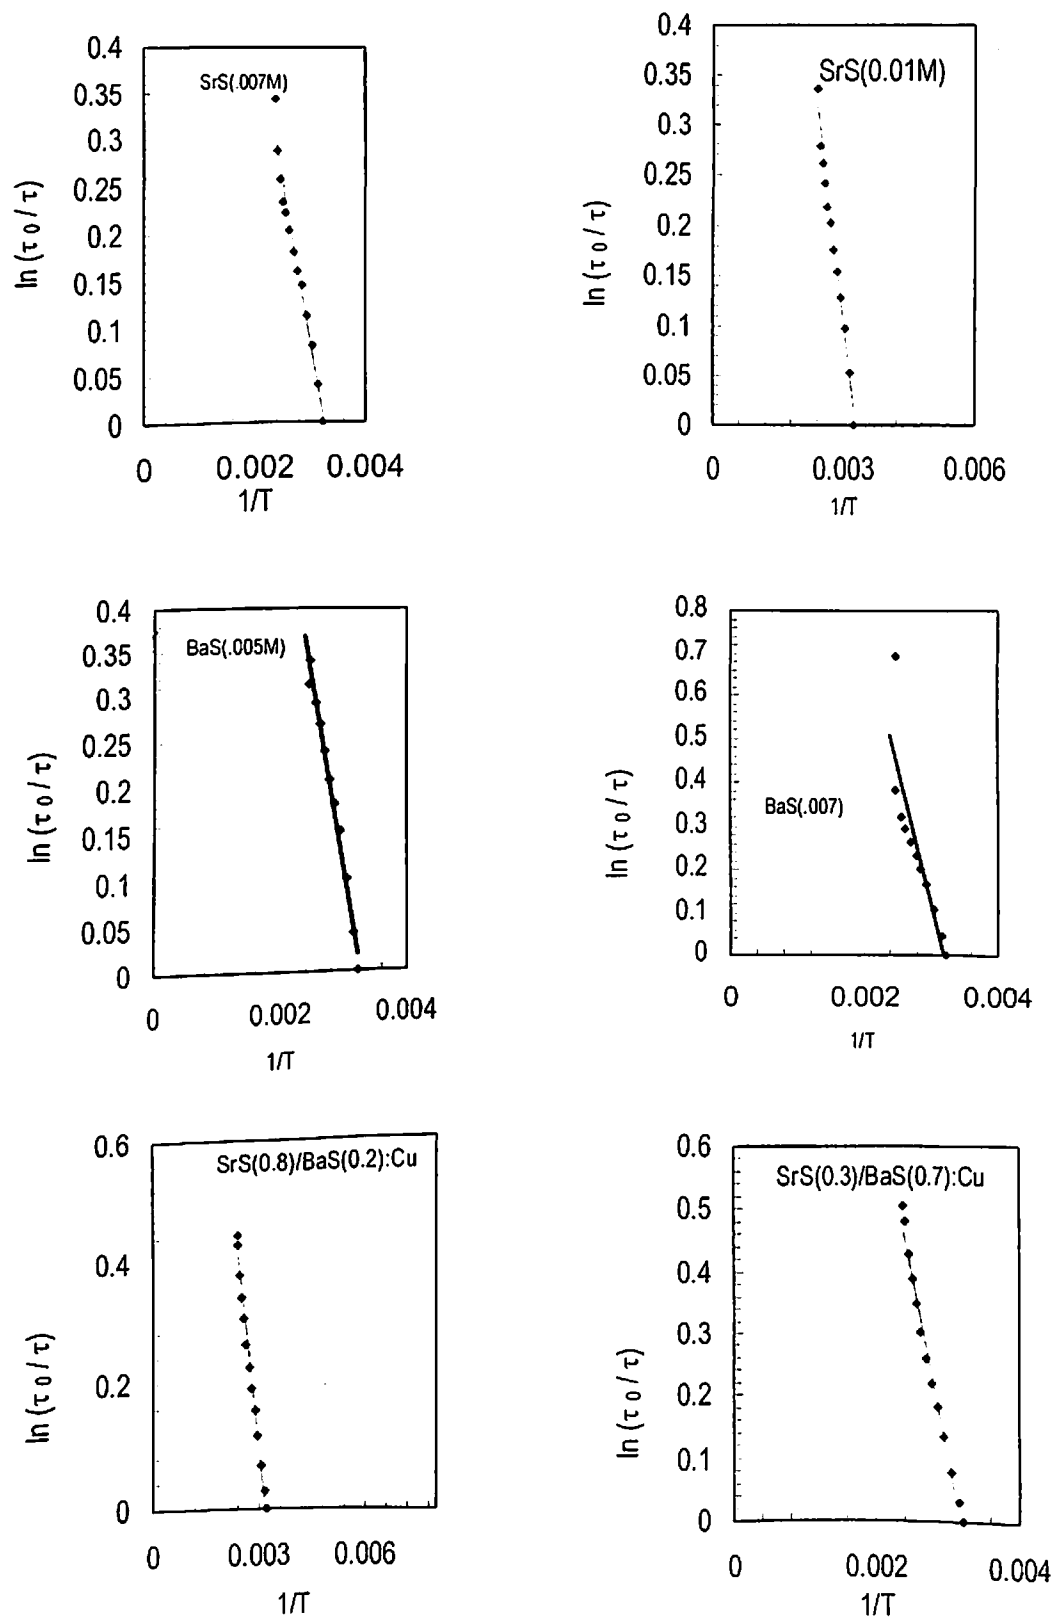 0.4
0.35
0.3
0.25
0.2
0.15
0.1
0.05
0
SrS(.007M)
ln (τ 0 / τ)
0 0.002 0.004
1/T
0.4
0.35
0.3
0.25
0.2
0.15
0.1
0.05
0
SrS(0.01M)
ln (τ 0 / τ)
0 0.003 0.006
1/T
0.4
0.35
0.3
0.25
0.2
0.15
0.1
0.05
0
BaS(.005M)
ln (τ 0 / τ)
0 0.002 0.004
1/T
0.8
0.7
0.6
0.5
0.4
0.3
0.2
0.1
0
BaS(.007)
ln (τ 0 / τ)
0 0.002 0.004
1/T
0.6
0.4
0.2
0
SrS(0.8)/BaS(0.2):Cu
ln (τ 0 / τ)
0 0.003 0.006
1/T
0.6
0.5
0.4
0.3
0.2
0.1
0
SrS(0.3)/BaS(0.7):Cu
ln (τ 0 / τ)
0 0.002 0.004
1/T